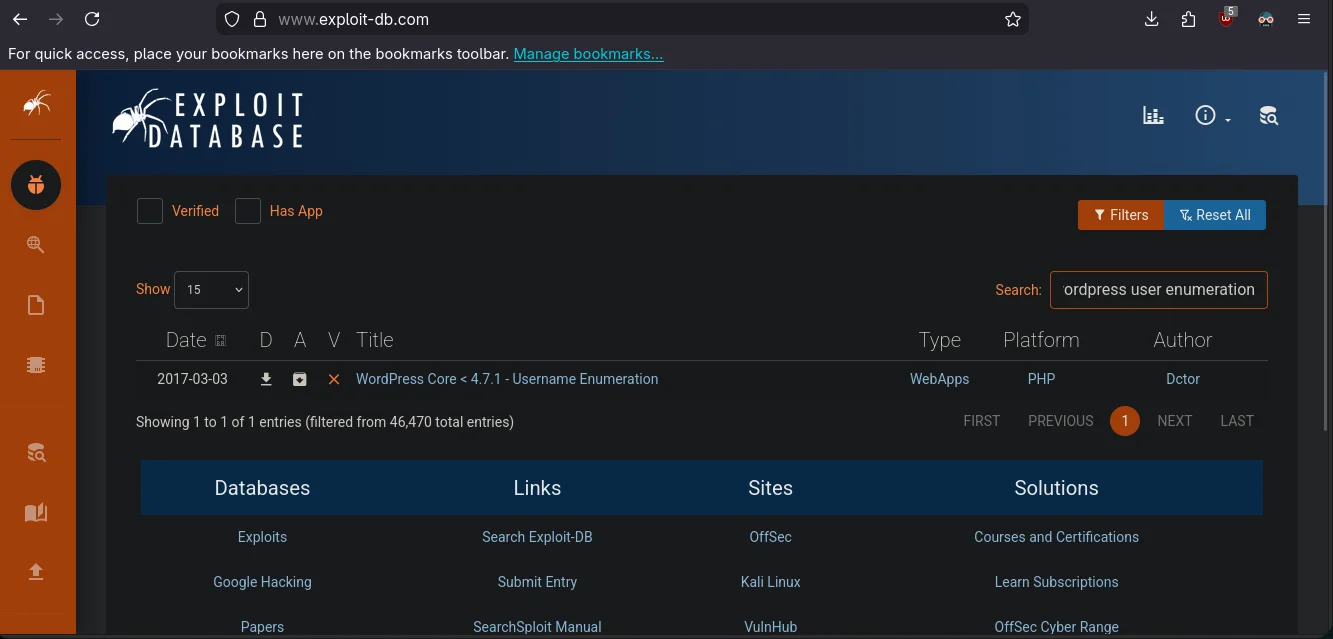 www.exploit-db.com
5
For quick access, place your bookmarks here on the bookmarks toolbar. Manage bookmarks...
EXPLOIT
DATABASE
Verified Has App
Filters Reset All
Show 15 Search: ordpress user enumeration
Date D A V Title Type Platform Author
2017-03-03 WordPress Core < 4.7.1 - Username Enumeration WebApps PHP Dctor
Showing 1 to 1 of 1 entries (filtered from 46,470 total entries) FIRST PREVIOUS 1 NEXT LAST
Databases Links Sites Solutions
Exploits Search Exploit-DB OffSec Courses and Certifications
Google Hacking Submit Entry Kali Linux Learn Subscriptions
Papers SearchSploit Manual VulnHub OffSec Cyber Range